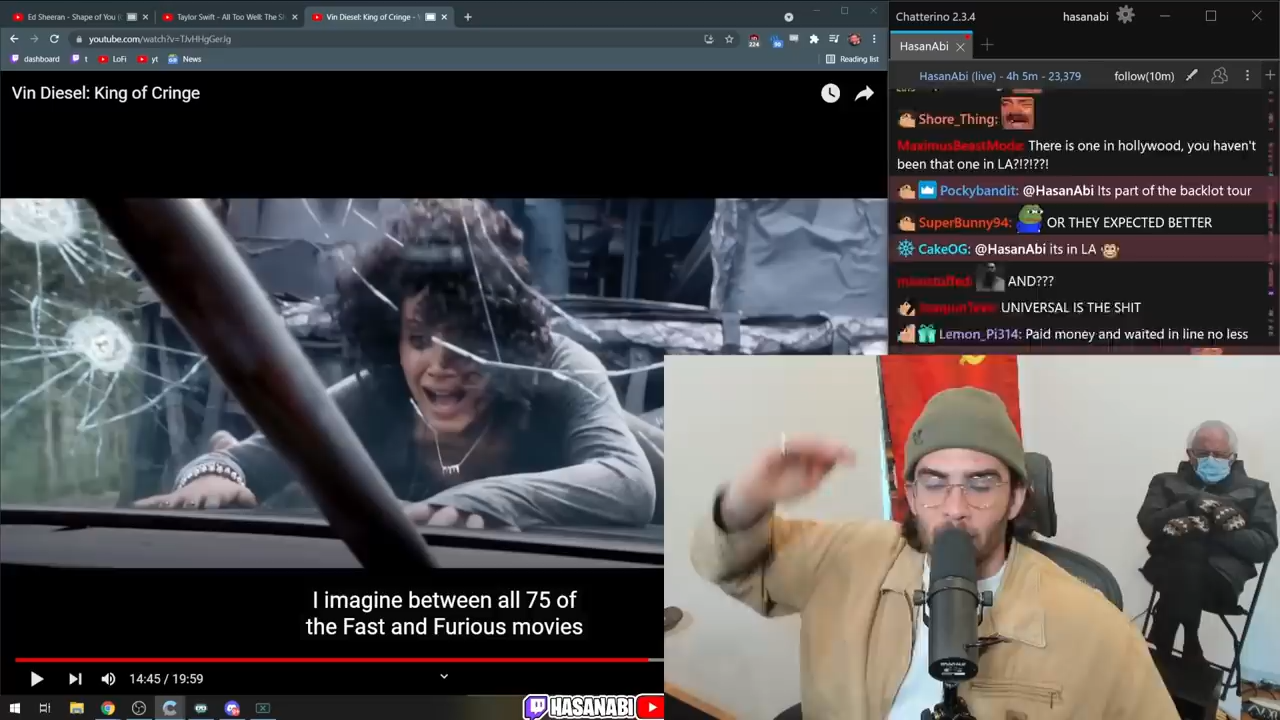 Ed Sheeran - Shape of You
Taylor Swift - All Too Well: The S
Vin Diesel: King of Cringe -
youtube.com/watch?v=TJvHHgGerJg
224
90
dashboard
t
LoFi
yt
News
Reading list
Vin Diesel: King of Cringe
I imagine between all 75 of
the Fast and Furious movies
14:45 / 19:59
HASANABI
Chatterino 2.3.4
hasanabi
HasanAbi
HasanAbi (live) - 4h 5m - 23,379
follow(10m)
Shore_Thing:
MaximusBeastMode: There is one in hollywood, you haven't
been that one in LA?!?!??!
Pockybandit: @HasanAbi Its part of the backlot tour
SuperBunny94: OR THEY EXPECTED BETTER
CakeOG: @HasanAbi its in LA
AND???
UNIVERSAL IS THE SHIT
Lemon_Pi314: Paid money and waited in line no less